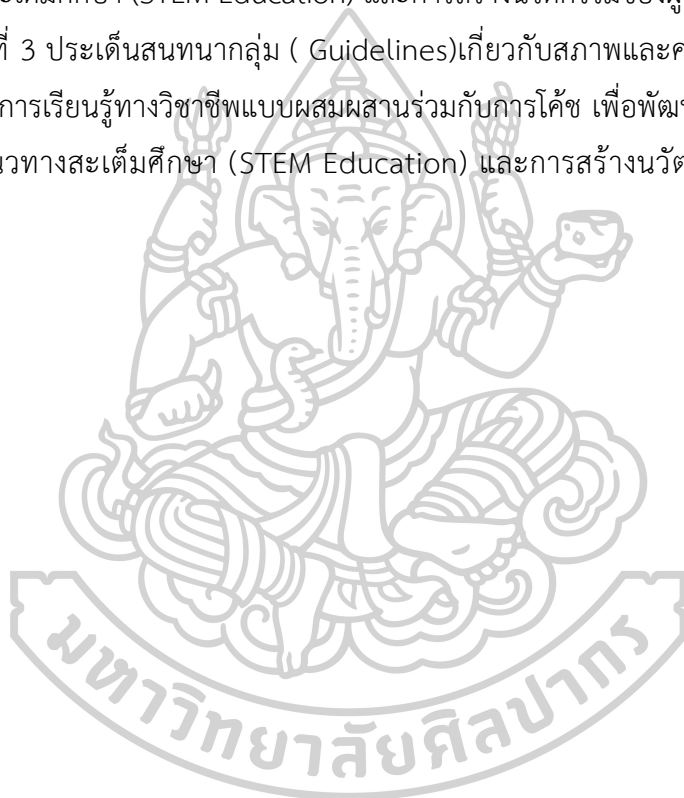 (STEM Education) และการสร้างนวัตกรรมของผู้
ที่ 3 ประเด็นสนทนากลุ่ม ( Guidelines)เกี่ยวกับสภาพและค
การเรียนรู้ทางวิชาชีพแบบผสมผสานร่วมกับการโค้ช เพื่อพัฒ
นวทางสะเต็มศึกษา (STEM Education) และการสร้างนวัต
มหาวิทยาลัยศิลปากร